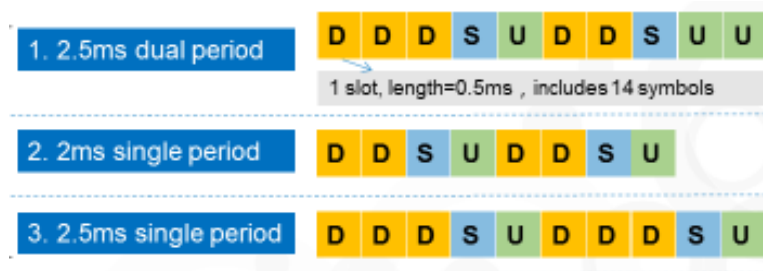 1. 2.5ms dual period
D D D S U D D S U U
1 slot, length=0.5ms , includes 14 symbols
2. 2ms single period
D D S U D D S U
3. 2.5ms single period
D D D S U D D D S U